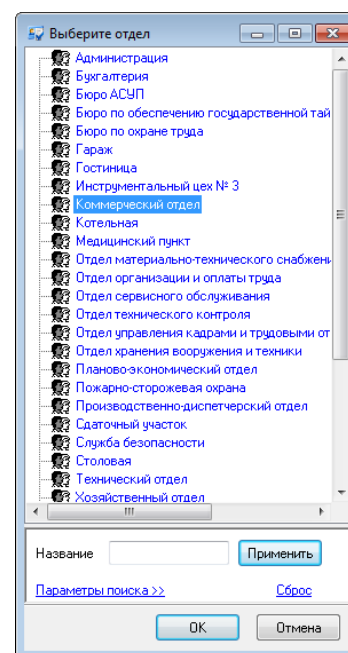 Выберите отдел
Администрация
Бухгалтерия
Бюро АСУП
Бюро по обеспечению государственной тай
Бюро по охране труда
Гараж
Гостиница
Инструментальный цех № 3
Коммерческий отдел
Котельная
Медицинский пункт
Отдел материально-технического снабжени
Отдел организации и оплаты труда
Отдел сервисного обслуживания
Отдел технического контроля
Отдел управления кадрами и трудовыми от
Отдел хранения вооружения и техники
Планово-экономический отдел
Пожарно-сторожевая охрана
Производственно-диспетчерский отдел
Сдаточный участок
Служба безопасности
Столовая
Технический отдел
Хозяйственный отдел
Название Применить
Параметры поиска >> Сброс
ОК Отмена